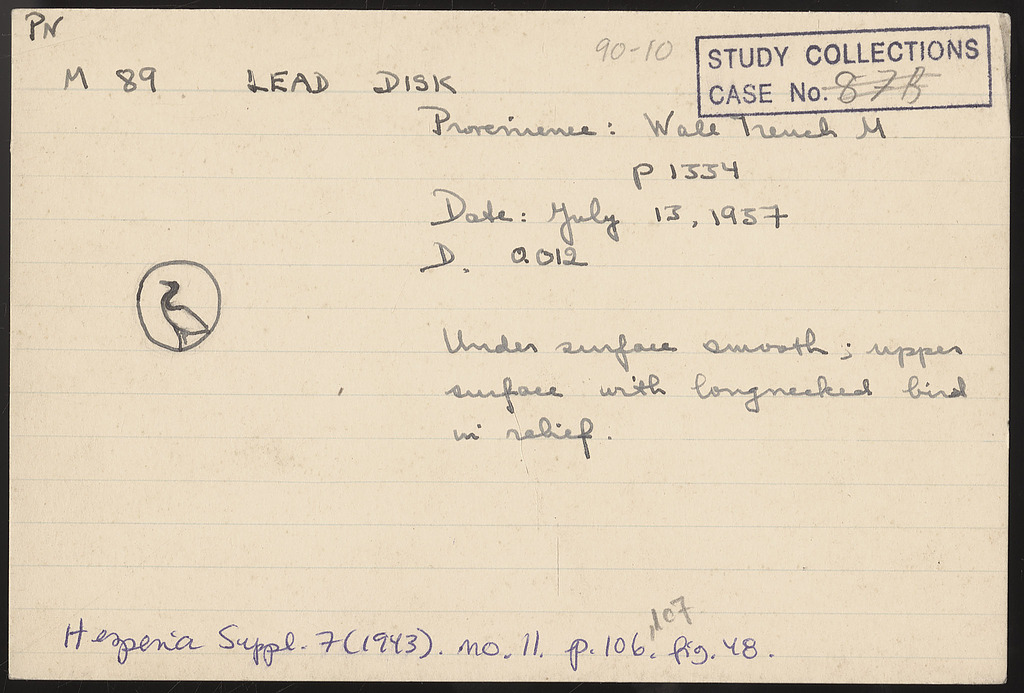 PN
90-10
STUDY COLLECTIONS
CASE No. 87B
M 89 LEAD DISK
Provenience: Wall Trench M
p 1334
Date: July 13, 1937
D. 0.012
Under surface smooth; upper
surface with longnecked bird
in relief.
Hesperia Suppl. 7 (1943). no. 11. p. 106, 107 fig. 48.